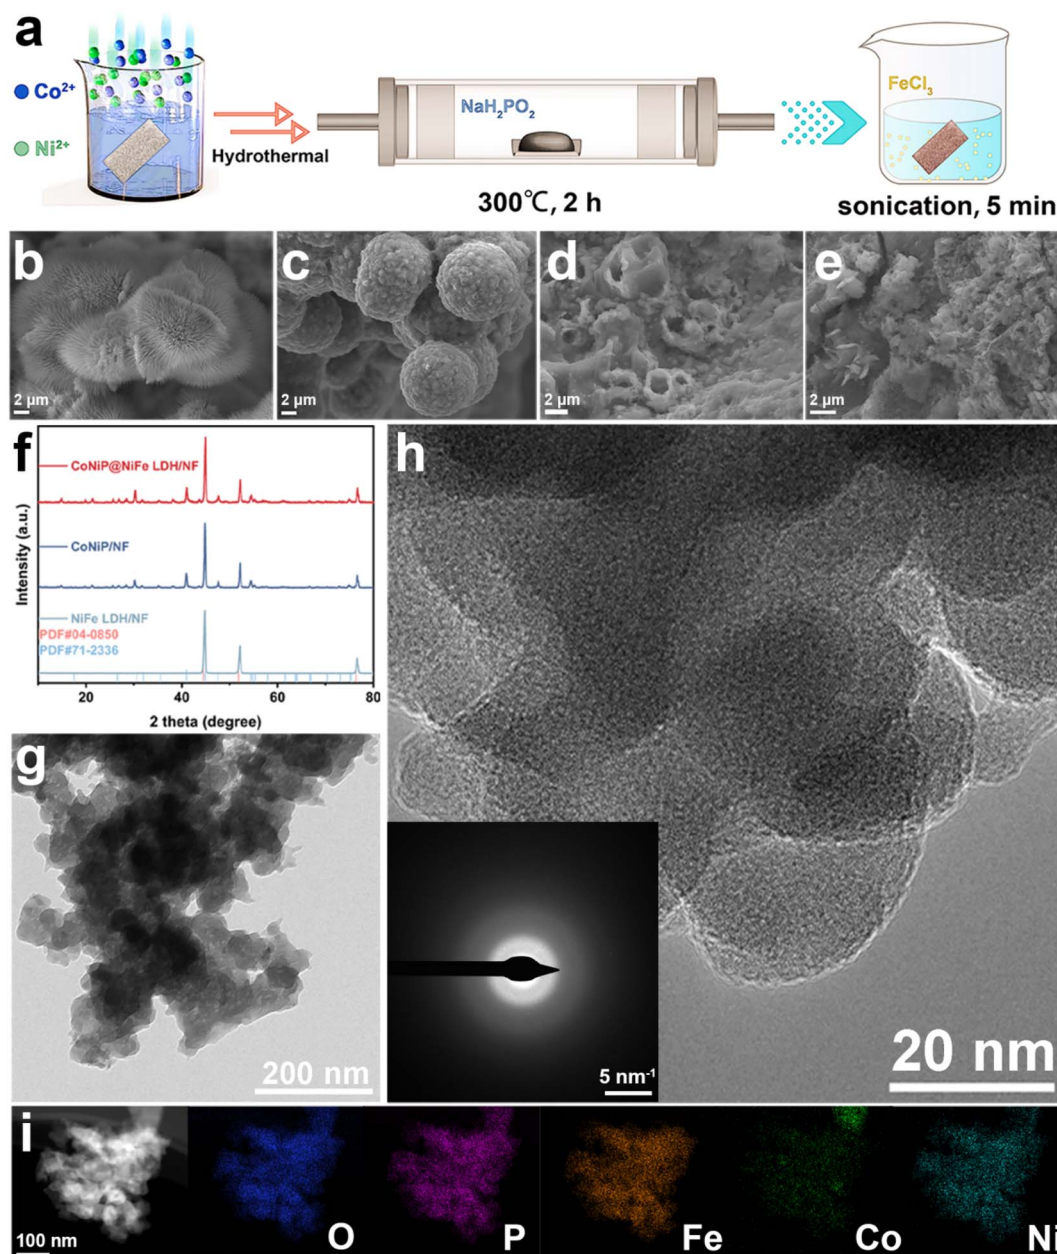 a
Co²⁺
Ni²⁺
Hydrothermal
NaH₂PO₂
300℃, 2 h
FeCl₃
sonication, 5 min
b
2 μm
c
2 μm
d
2 μm
e
2 μm
f
CoNiP@NiFe LDH/NF
CoNiP/NF
NiFe LDH/NF
PDF#04-0850
PDF#71-2336
Intensity (a.u.)
20 40 60 80
2 theta (degree)
g
200 nm
h
5 nm⁻¹
20 nm
i
100 nm
O
P
Fe
Co
Ni